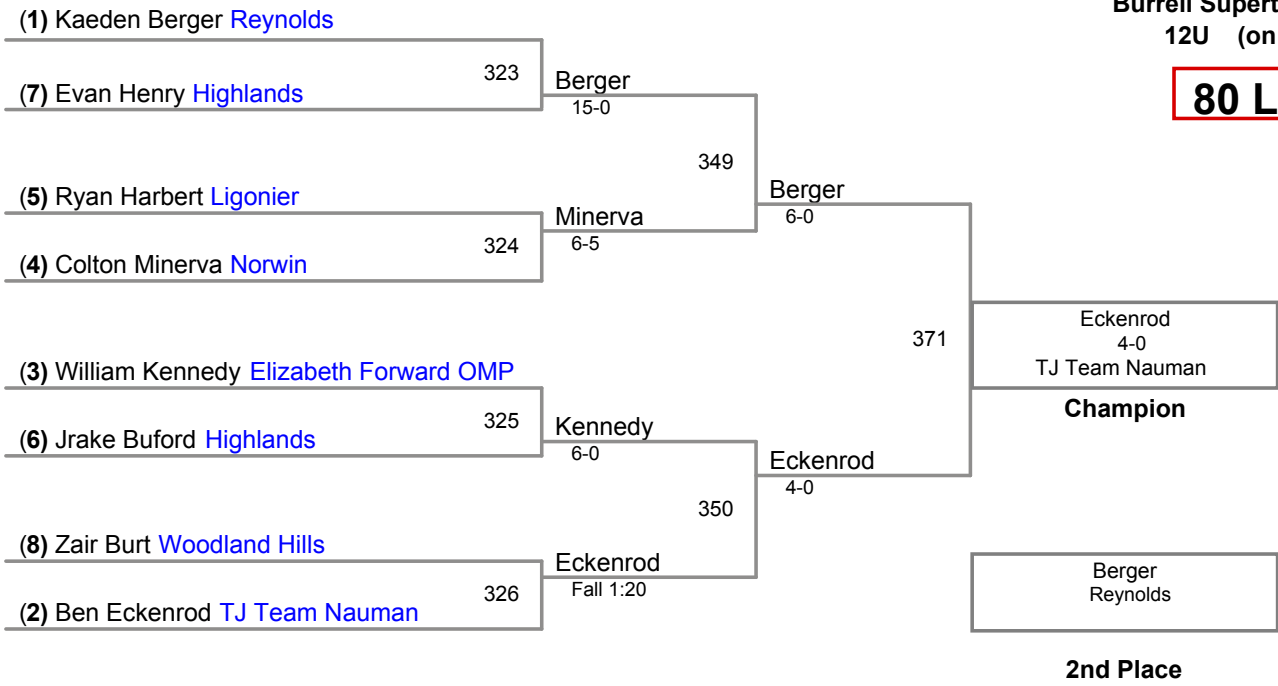 Burrell Supert
12U (on
80 L
(1) Kaeden Berger Reynolds
323
(7) Evan Henry Highlands
Berger
15-0
349
(5) Ryan Harbert Ligonier
324
(4) Colton Minerva Norwin
Minerva
6-5
Berger
6-0
371
Eckenrod
4-0
TJ Team Nauman
Champion
(3) William Kennedy Elizabeth Forward OMP
325
(6) Jrake Buford Highlands
Kennedy
6-0
Eckenrod
4-0
350
(8) Zair Burt Woodland Hills
326
(2) Ben Eckenrod TJ Team Nauman
Eckenrod
Fall 1:20
Berger
Reynolds
2nd Place